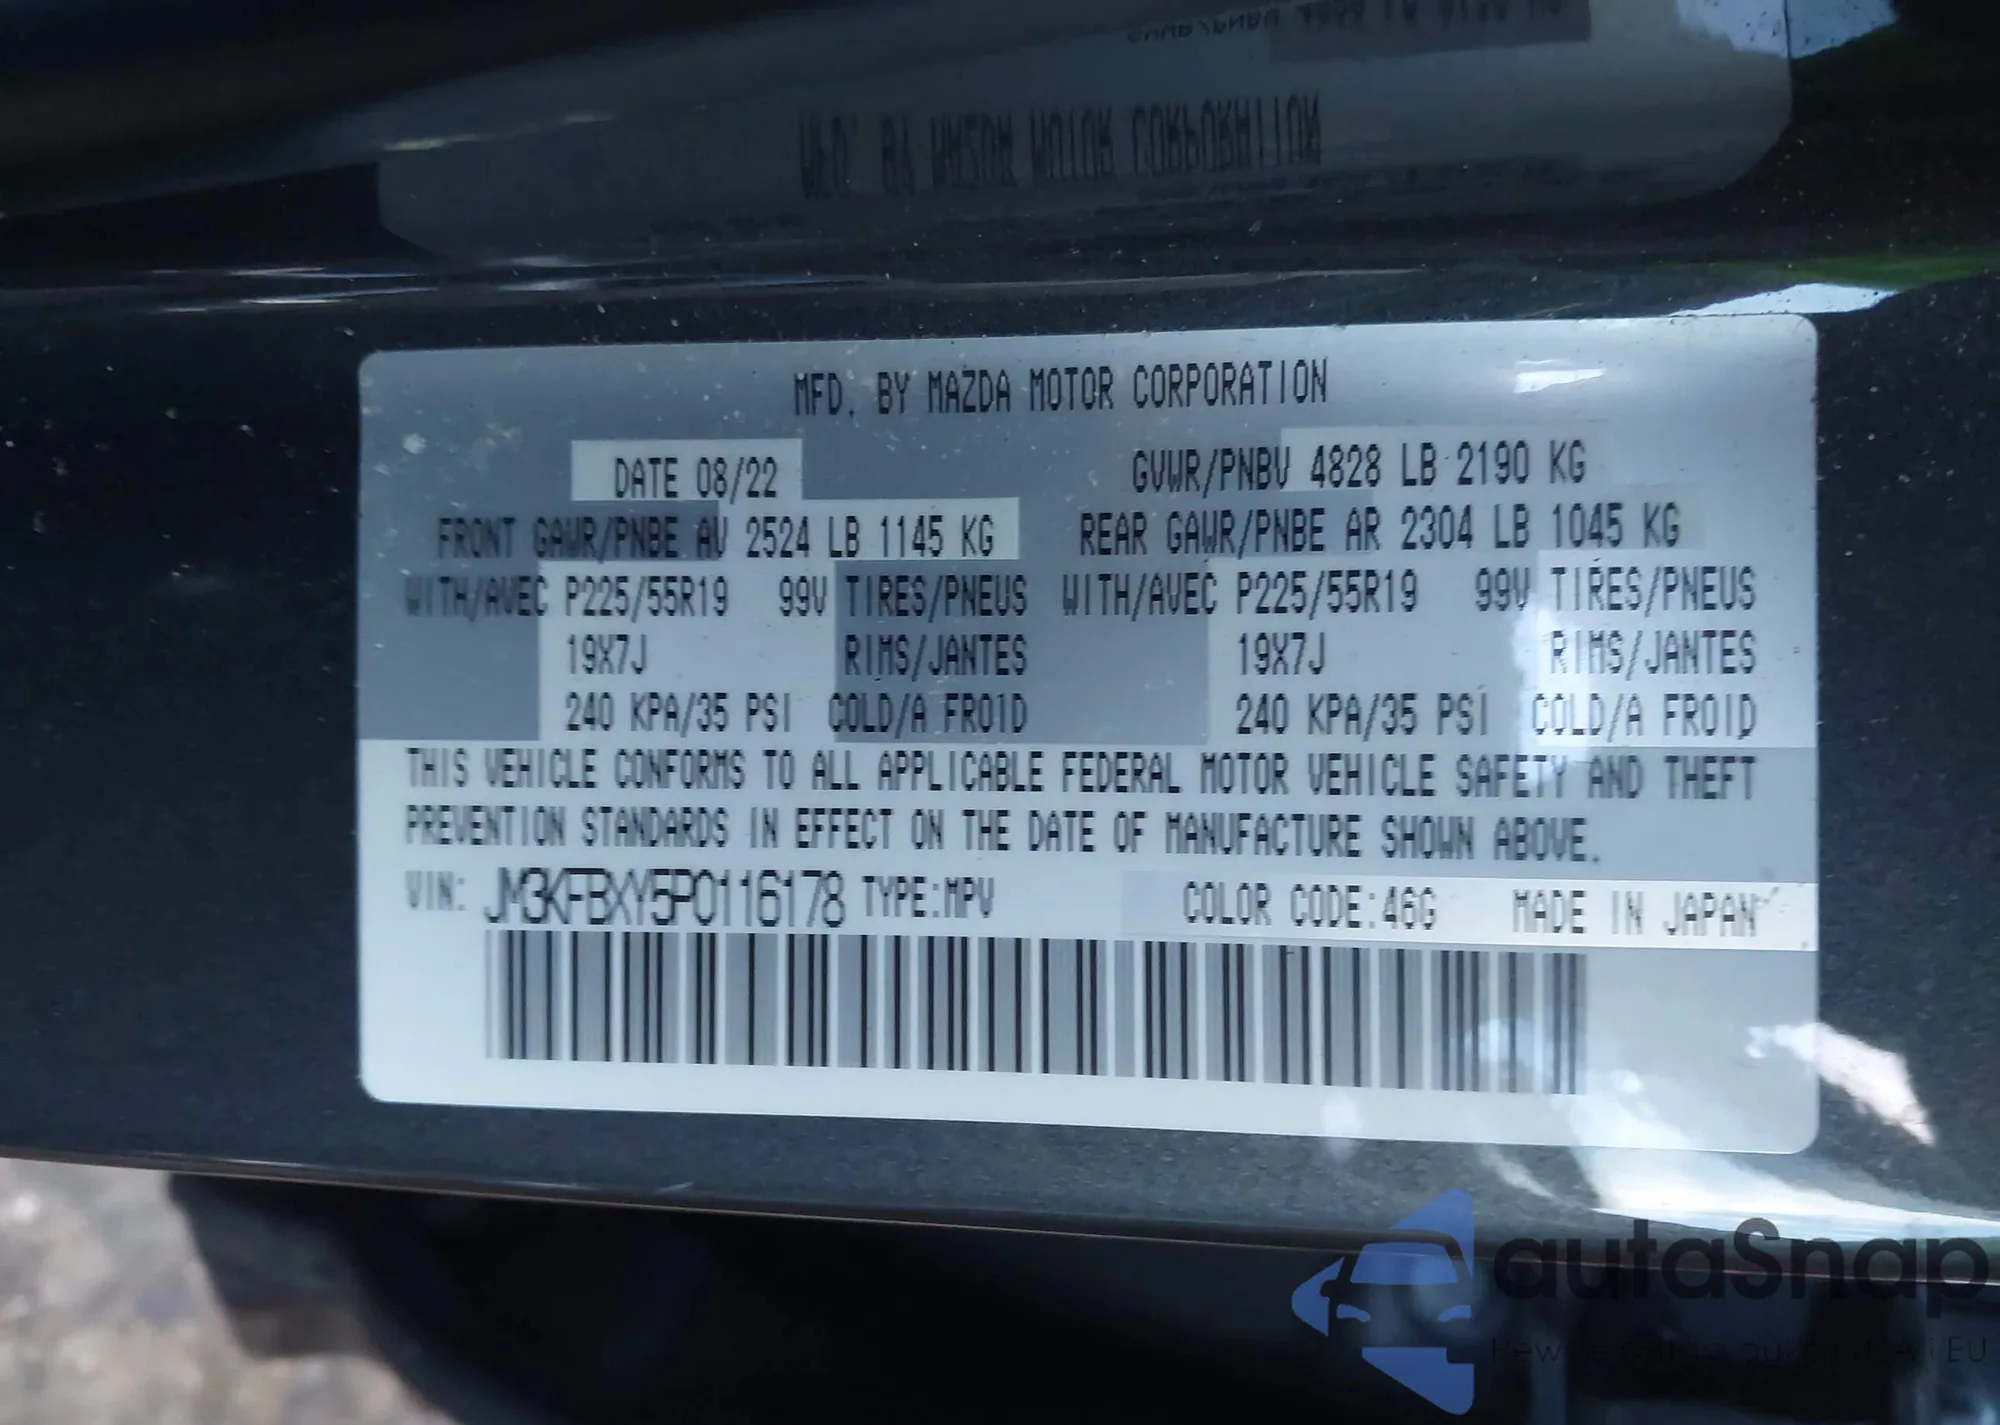 MFD. BY MAZDA MOTOR CORPORATION
DATE 08/22 GVWR/PNBV 4828 LB 2190 KG
FRONT GAWR/PNBE AV 2524 LB 1145 KG REAR GAWR/PNBE AR 2304 LB 1045 KG
WITH/AVEC P225/55R19 99V TIRES/PNEUS WITH/AVEC P225/55R19 99V TIRES/PNEUS
19X7J RIMS/JANTES 19X7J RIMS/JANTES
240 KPA/35 PSI COLD/A FROID 240 KPA/35 PSI COLD/A FROID
THIS VEHICLE CONFORMS TO ALL APPLICABLE FEDERAL MOTOR VEHICLE SAFETY AND THEFT
PREVENTION STANDARDS IN EFFECT ON THE DATE OF MANUFACTURE SHOWN ABOVE.
VIN: JM3KFBXY5P0116178 TYPE:MPV COLOR CODE:46G MADE IN JAPAN
autaSnap
EU